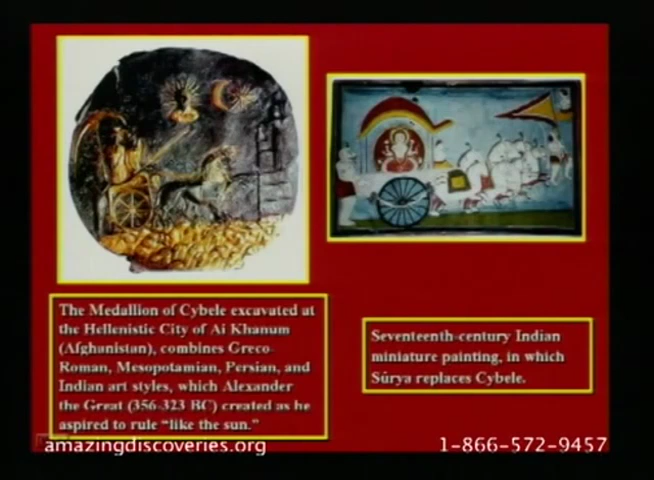 The Medallion of Cybele excavated at
the Hellenistic City of Ai Khanum
(Afghanistan), combines Greco-
Roman, Mesopotamian, Persian, and
Indian art styles, which Alexander
the Great (356-323 BC) created as he
aspired to rule “like the sun.”
Seventeenth-century Indian
miniature painting, in which
Sûrya replaces Cybele.
amazingdiscoveries.org
1-866-572-9457